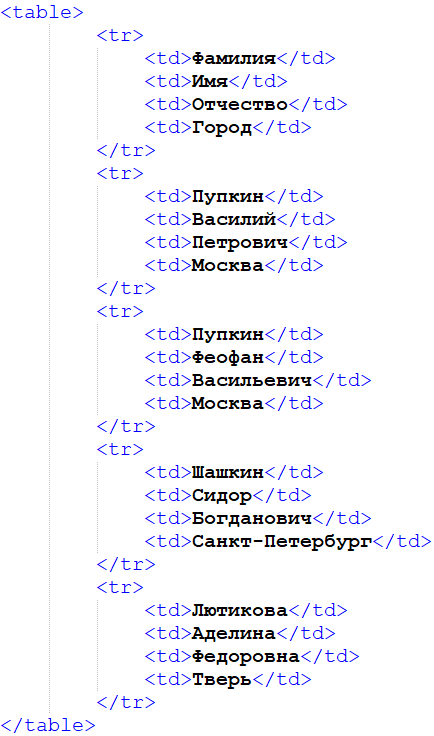 <table>
<tr>
<td>Фамилия</td>
<td>Имя</td>
<td>Отчество</td>
<td>Город</td>
</tr>
<tr>
<td>Пупкин</td>
<td>Василий</td>
<td>Петрович</td>
<td>Москва</td>
</tr>
<tr>
<td>Пупкин</td>
<td>Феофан</td>
<td>Васильевич</td>
<td>Москва</td>
</tr>
<tr>
<td>Шашкин</td>
<td>Сидор</td>
<td>Богданович</td>
<td>Санкт-Петербург</td>
</tr>
<tr>
<td>Лютикова</td>
<td>Аделина</td>
<td>Федоровна</td>
<td>Тверь</td>
</tr>
</table>